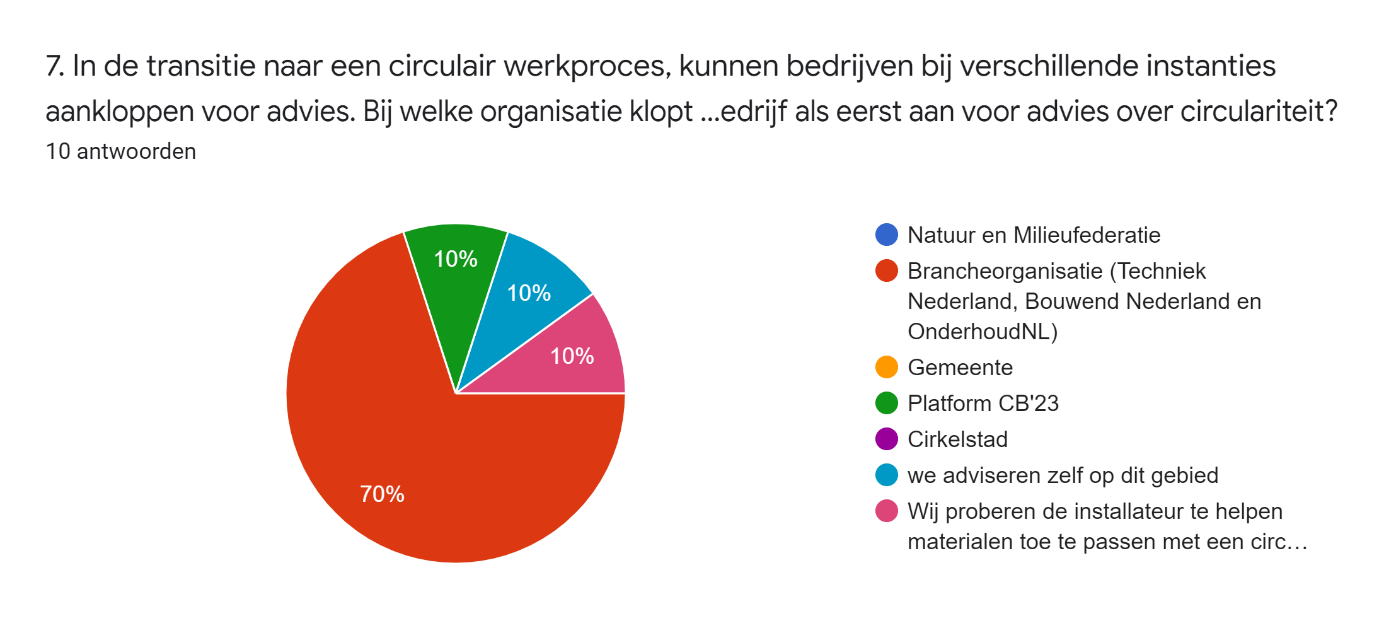 7. In de transitie naar een circulair werkproces, kunnen bedrijven bij verschillende instanties
aankloppen voor advies. Bij welke organisatie klopt ...edrijf als eerst aan voor advies over circulariteit?
10 antwoorden
10%
10%
10%
70%
Natuur en Milieufederatie
Brancheorganisatie (Techniek
Nederland, Bouwend Nederland en
OnderhoudNL)
Gemeente
Platform CB'23
Cirkelstad
we adviseren zelf op dit gebied
Wij proberen de installateur te helpen
materialen toe te passen met een circ…